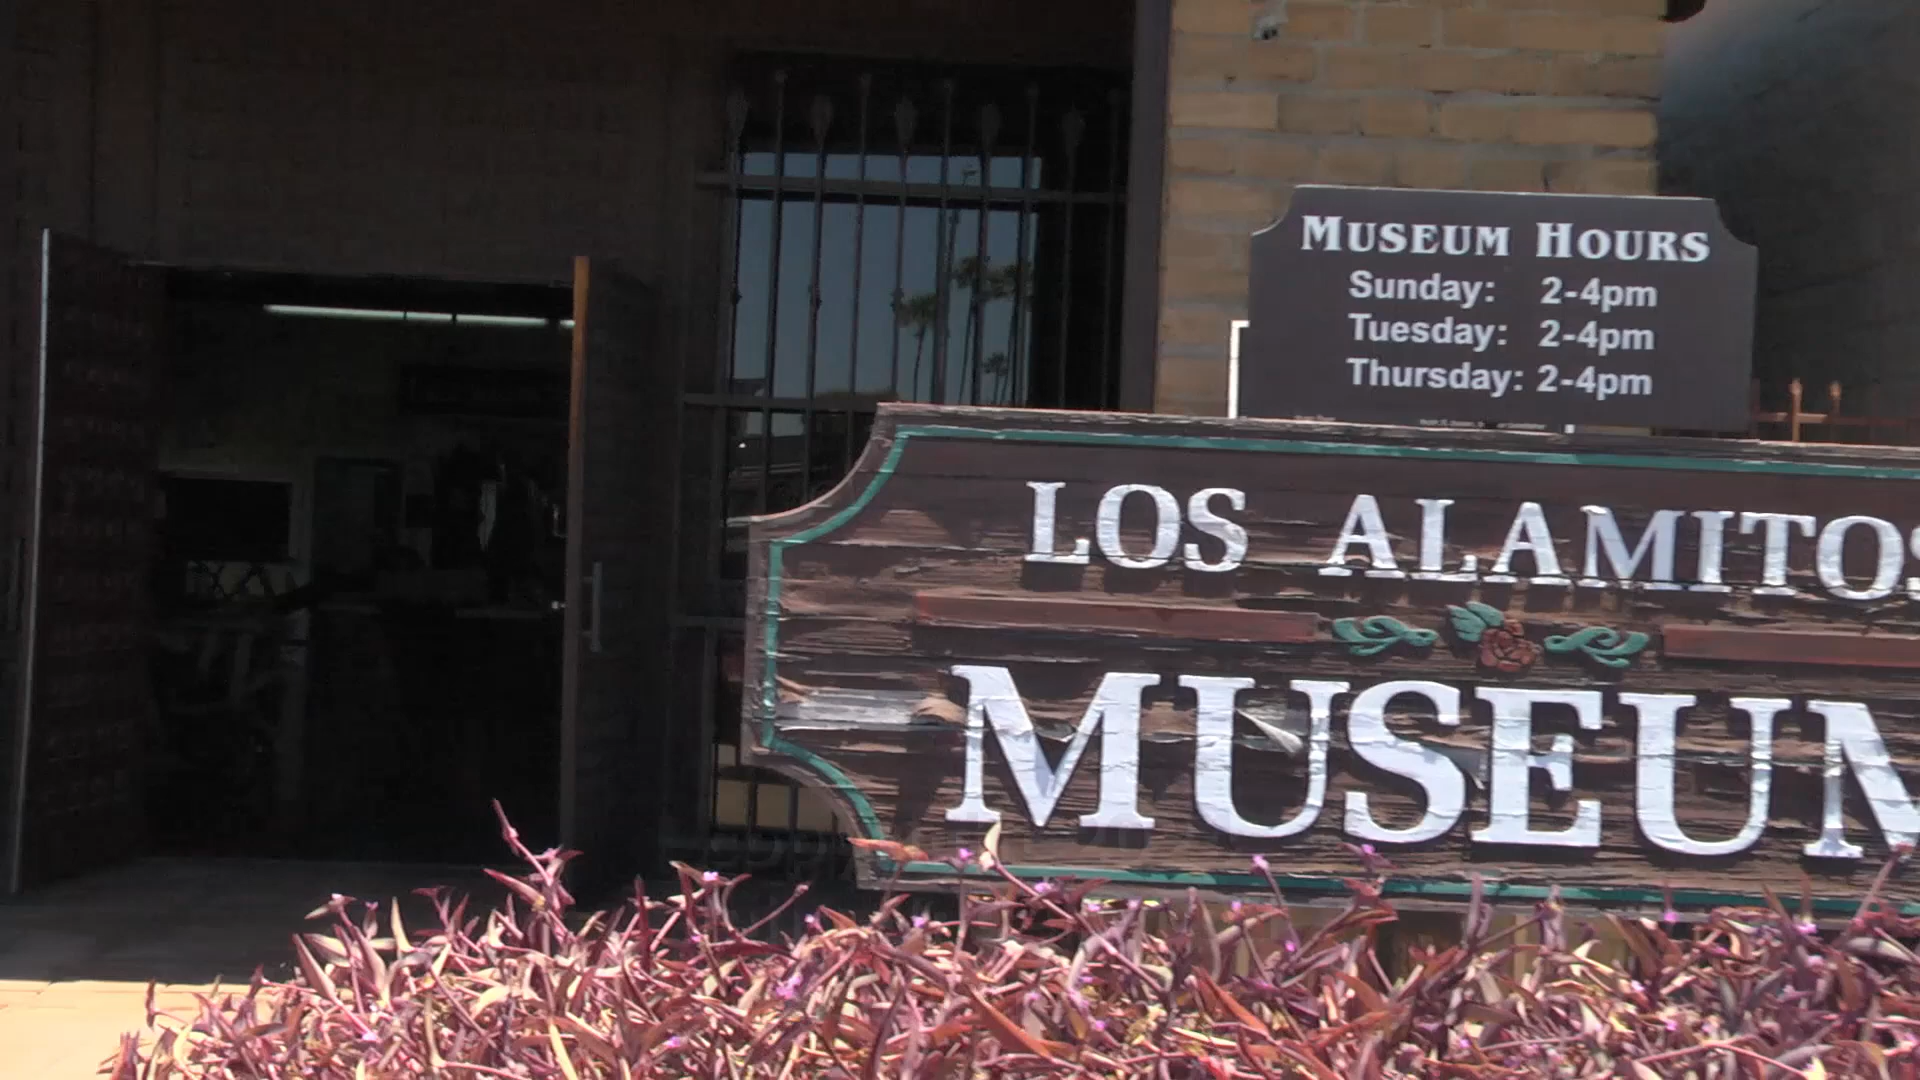 MUSEUM HOURS
Sunday: 2-4pm
Tuesday: 2-4pm
Thursday: 2-4pm
LOS ALAMITOS
MUSEUM